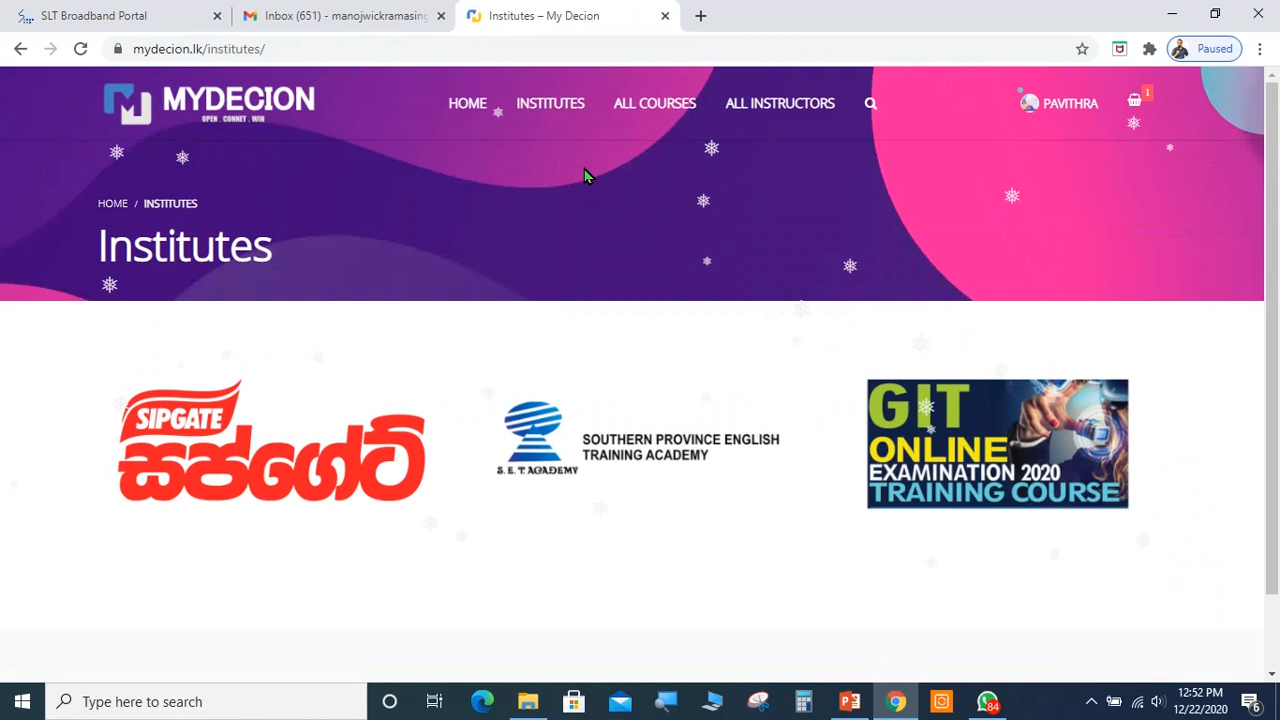 SLT Broadband Portal
Inbox (651) - manojwickramasing
Institutes – My Decion
mydecion.lk/institutes/
Paused
MYDECION
OPEN . CONNET . WIN
HOME
INSTITUTES
ALL COURSES
ALL INSTRUCTORS
PAVITHRA
1
HOME / INSTITUTES
Institutes
SIPGATE
සප්ගේට්
S. E. T. ACADEMY
SOUTHERN PROVINCE ENGLISH
TRAINING ACADEMY
GIT
ONLINE
EXAMINATION 2020
TRAINING COURSE
Type here to search
84
12:52 PM
12/22/2020
6